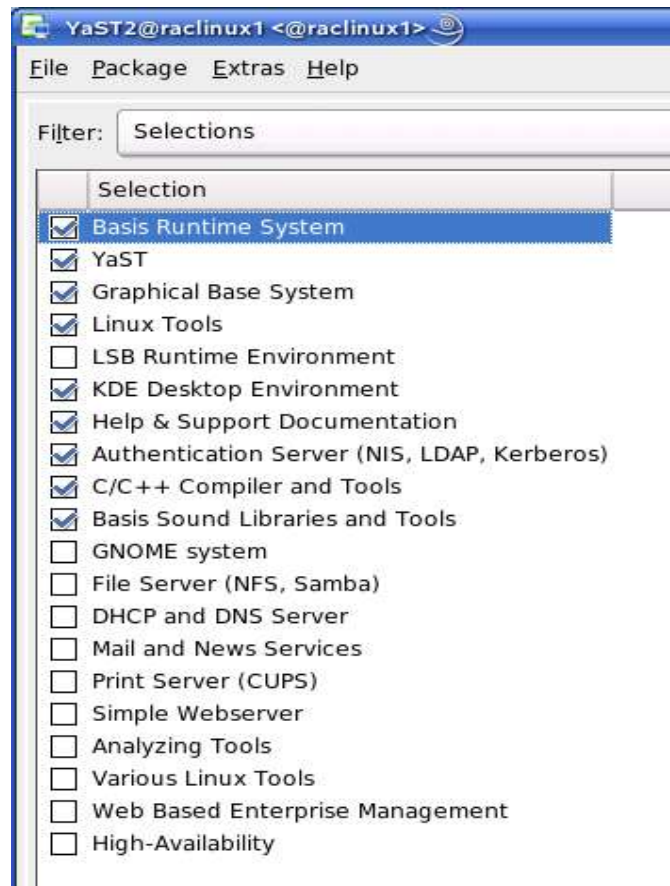 YaST2@raclinux1 <@raclinux1>
File Package Extras Help
Filter: Selections
Selection
Basis Runtime System
YaST
Graphical Base System
Linux Tools
LSB Runtime Environment
KDE Desktop Environment
Help & Support Documentation
Authentication Server (NIS, LDAP, Kerberos)
C/C++ Compiler and Tools
Basis Sound Libraries and Tools
GNOME system
File Server (NFS, Samba)
DHCP and DNS Server
Mail and News Services
Print Server (CUPS)
Simple Webserver
Analyzing Tools
Various Linux Tools
Web Based Enterprise Management
High-Availability